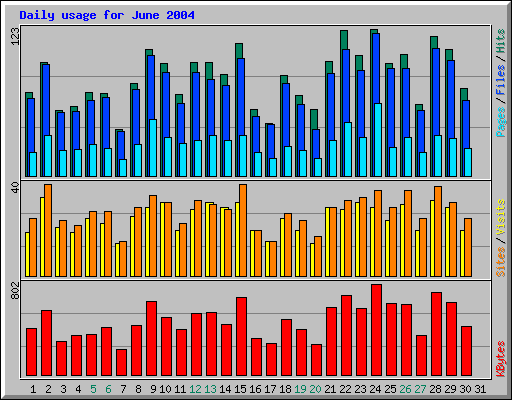 Daily usage for June 2004
123
Pages / Files / Hits
40
Sites / Visits
802
KBytes
1 2 3 4 5 6 7 8 9 10 11 12 13 14 15 16 17 18 19 20 21 22 23 24 25 26 27 28 29 30 31